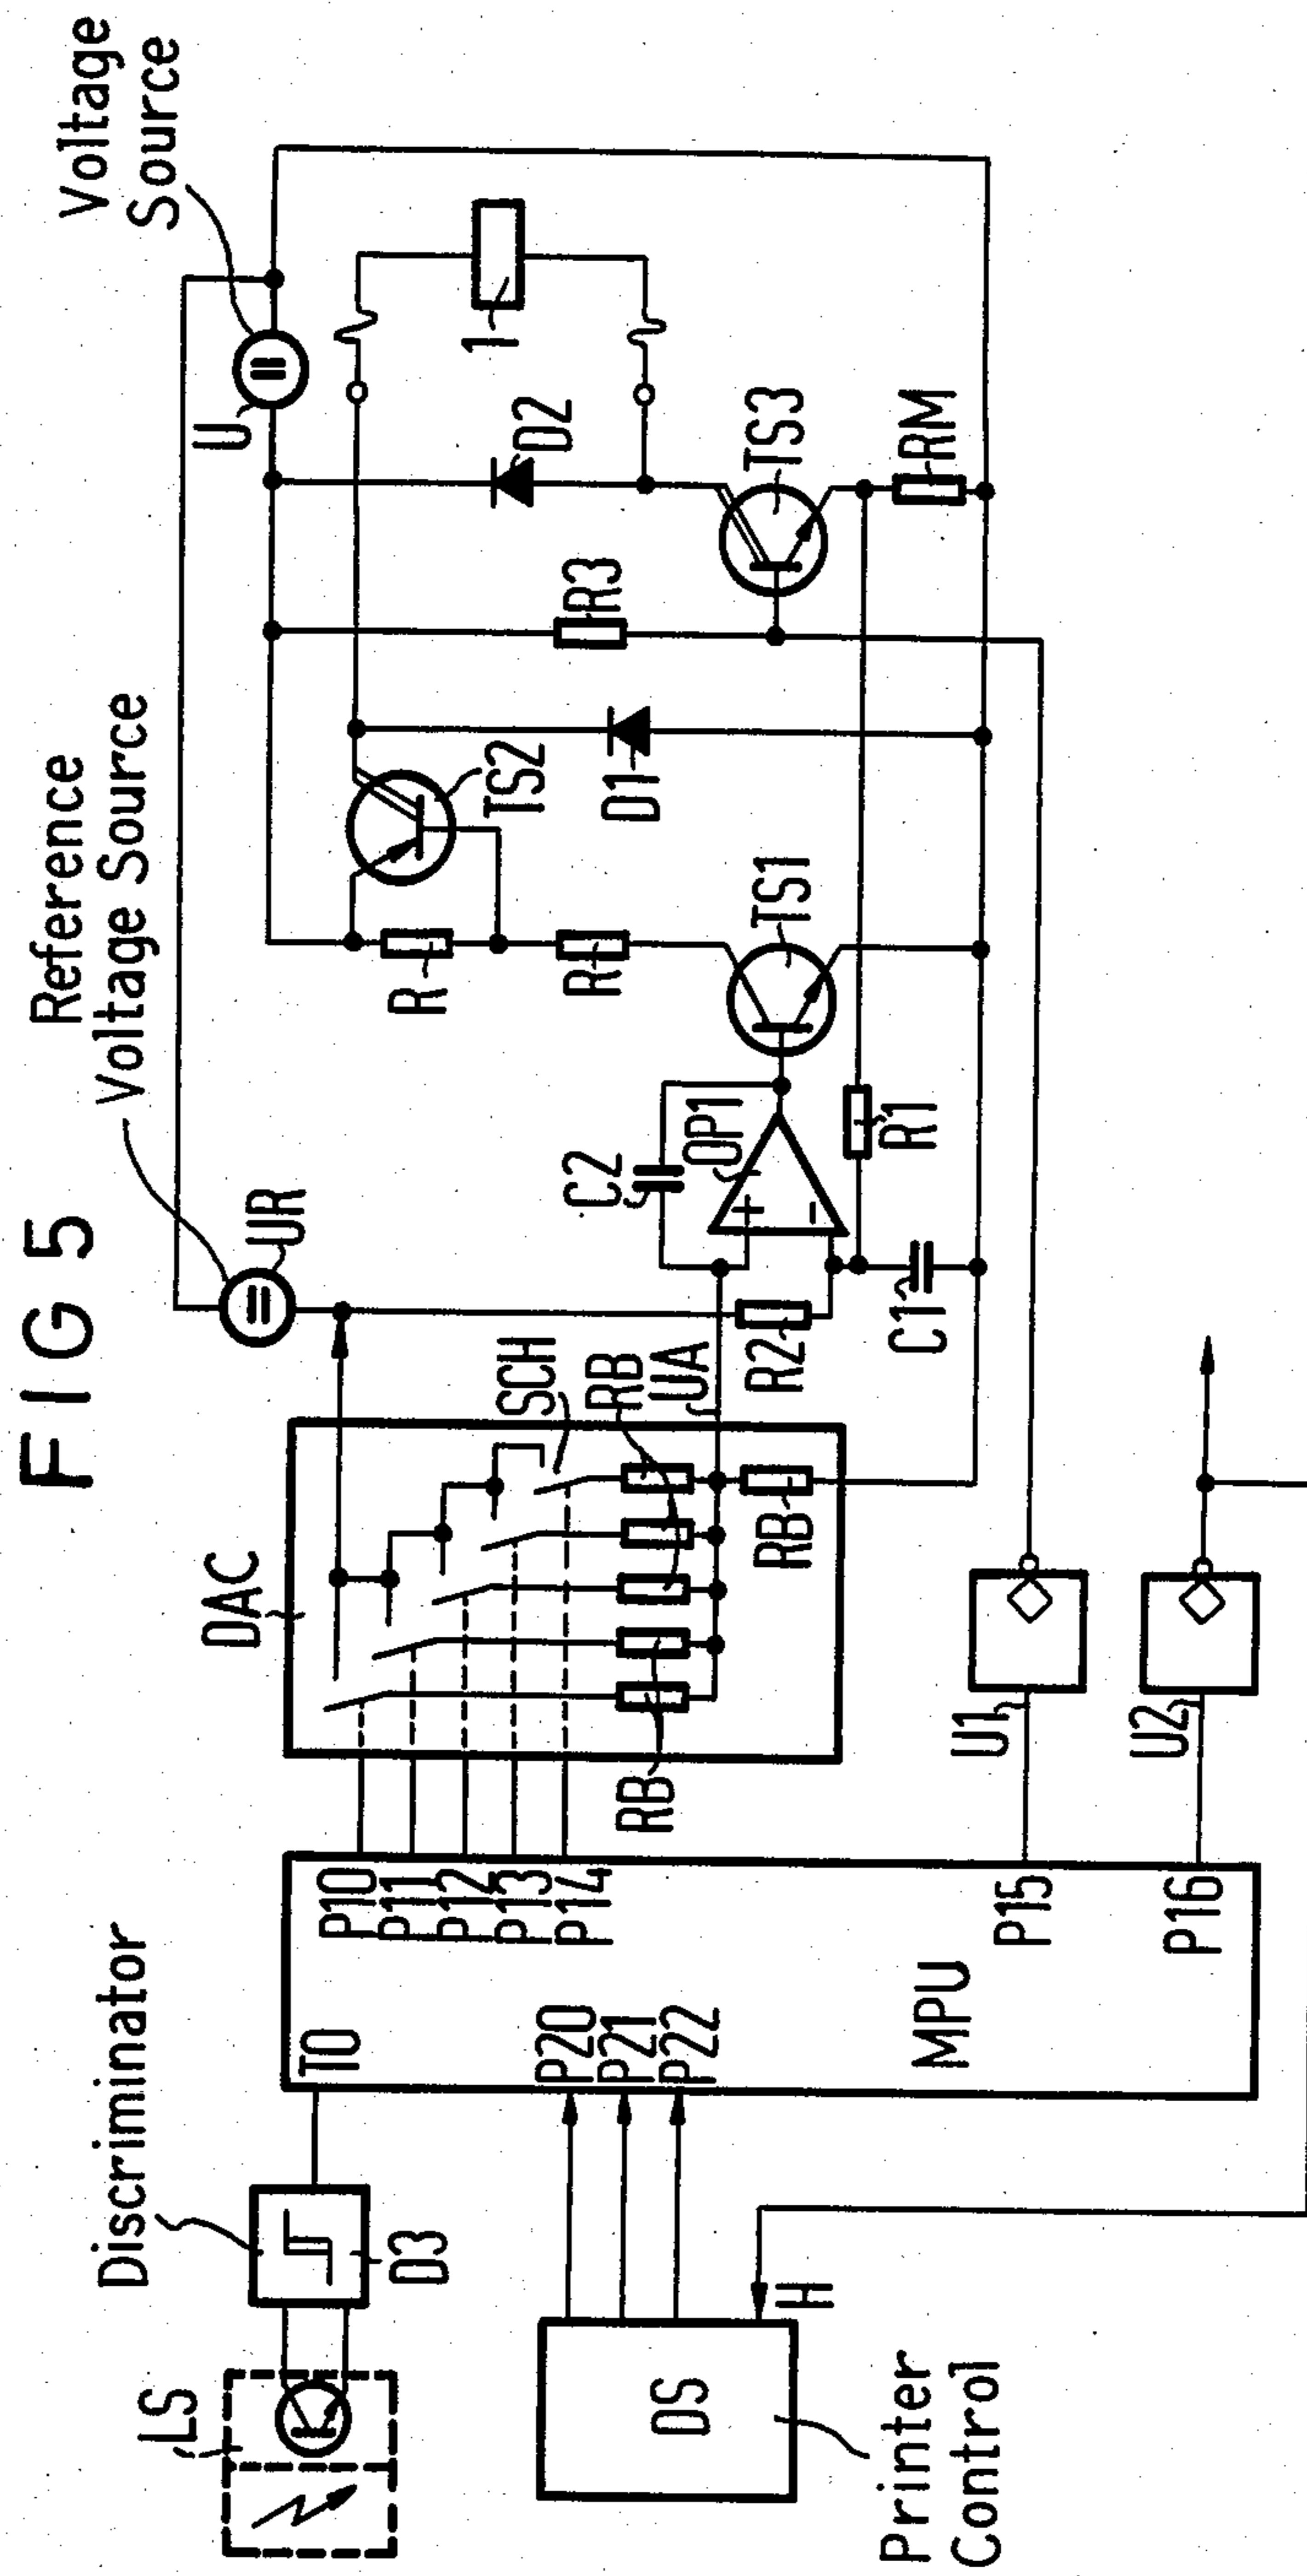 FIG 5
Reference
Voltage Source
Voltage
Source
UR
U
LS
Discriminator
D3
T0
DAC
P10
P11
P12
P13
P14
SCH
RB
UA
RB
RB
R2
C2
OP1
C1
R1
R
R
TS2
TS1
D1
R3
D2
TS3
RM
1
P20
P21
P22
MPU
P15
P16
U1
U2
DS
H
Printer
Control